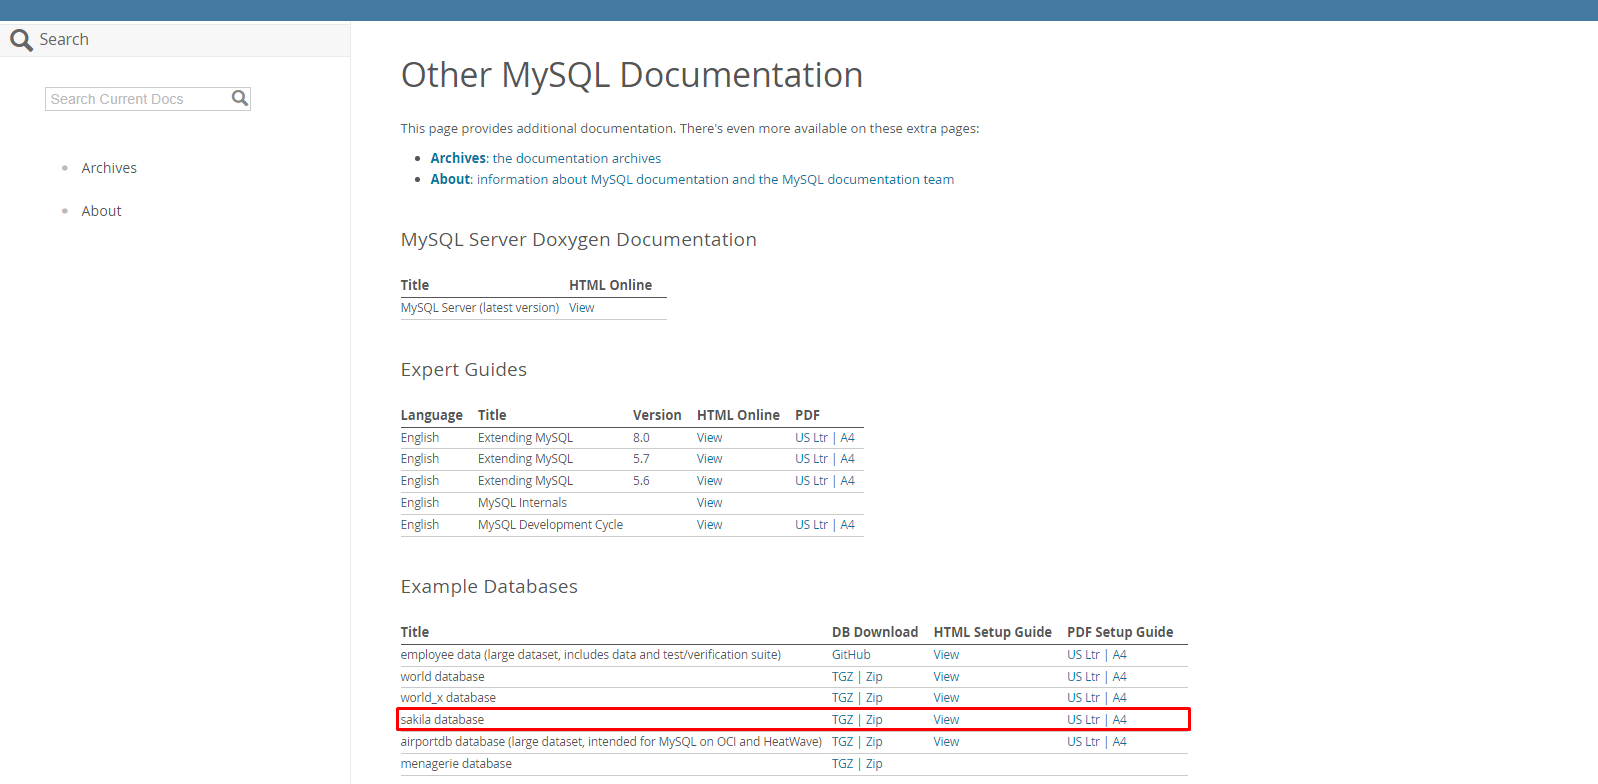 Search
Search Current Docs
Archives
About
Other MySQL Documentation
This page provides additional documentation. There's even more available on these extra pages:
Archives: the documentation archives
About: information about MySQL documentation and the MySQL documentation team
MySQL Server Doxygen Documentation
Title HTML Online
MySQL Server (latest version) View
Expert Guides
Language Title Version HTML Online PDF
English Extending MySQL 8.0 View US Ltr | A4
English Extending MySQL 5.7 View US Ltr | A4
English Extending MySQL 5.6 View US Ltr | A4
English MySQL Internals View
English MySQL Development Cycle View US Ltr | A4
Example Databases
Title DB Download HTML Setup Guide PDF Setup Guide
employee data (large dataset, includes data and test/verification suite) GitHub View US Ltr | A4
world database TGZ | Zip View US Ltr | A4
world_x database TGZ | Zip View US Ltr | A4
sakila database TGZ | Zip View US Ltr | A4
airportdb database (large dataset, intended for MySQL on OCI and HeatWave) TGZ | Zip View US Ltr | A4
menagerie database TGZ | Zip